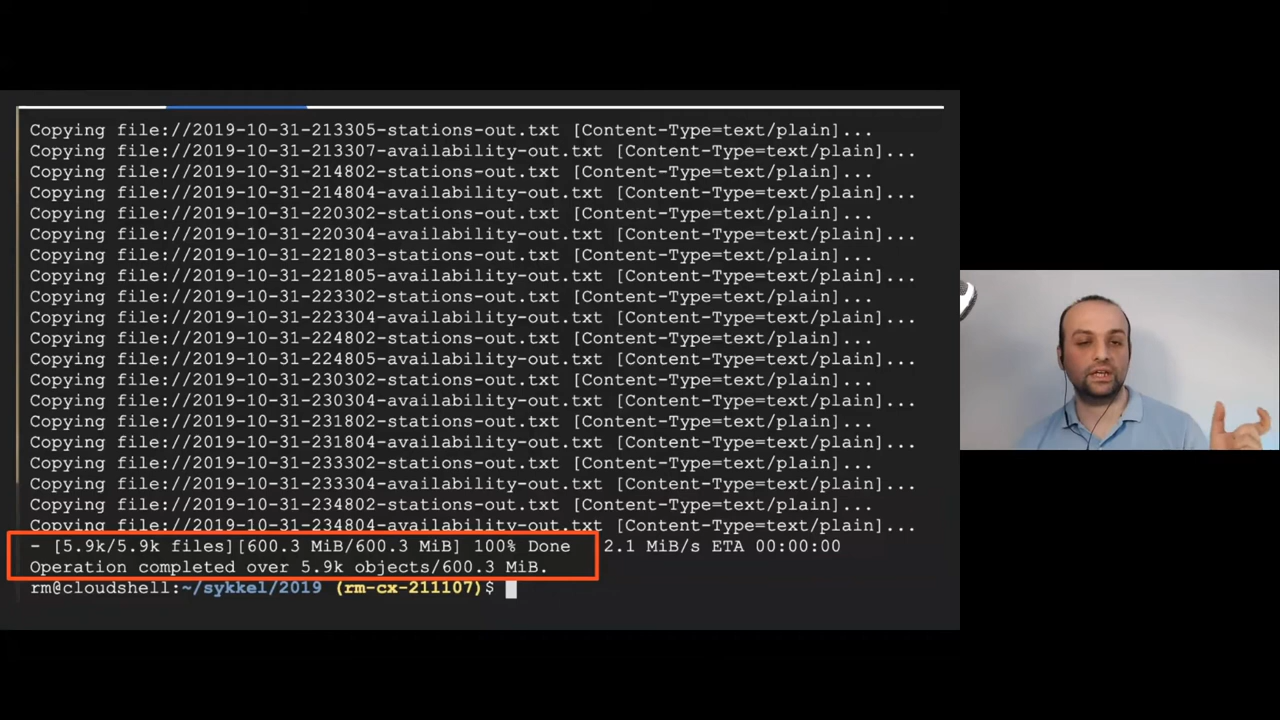 Copying file://2019-10-31-213305-stations-out.txt [Content-Type=text/plain]...
Copying file://2019-10-31-213307-availability-out.txt [Content-Type=text/plain]...
Copying file://2019-10-31-214802-stations-out.txt [Content-Type=text/plain]...
Copying file://2019-10-31-214804-availability-out.txt [Content-Type=text/plain]...
Copying file://2019-10-31-220302-stations-out.txt [Content-Type=text/plain]...
Copying file://2019-10-31-220304-availability-out.txt [Content-Type=text/plain]...
Copying file://2019-10-31-221803-stations-out.txt [Content-Type=text/plain]...
Copying file://2019-10-31-221805-availability-out.txt [Content-Type=text/plain]...
Copying file://2019-10-31-223302-stations-out.txt [Content-Type=text/plain]...
Copying file://2019-10-31-223304-availability-out.txt [Content-Type=text/plain]...
Copying file://2019-10-31-224802-stations-out.txt [Content-Type=text/plain]...
Copying file://2019-10-31-224805-availability-out.txt [Content-Type=text/plain]...
Copying file://2019-10-31-230302-stations-out.txt [Content-Type=text/plain]...
Copying file://2019-10-31-230304-availability-out.txt [Content-Type=text/plain]...
Copying file://2019-10-31-231802-stations-out.txt [Content-Type=text/plain]...
Copying file://2019-10-31-231804-availability-out.txt [Content-Type=text/plain]...
Copying file://2019-10-31-233302-stations-out.txt [Content-Type=text/plain]...
Copying file://2019-10-31-233304-availability-out.txt [Content-Type=text/plain]...
Copying file://2019-10-31-234802-stations-out.txt [Content-Type=text/plain]...
Copying file://2019-10-31-234804-availability-out.txt [Content-Type=text/plain]...
- [5.9k/5.9k files][600.3 MiB/600.3 MiB] 100% Done 2.1 MiB/s ETA 00:00:00
Operation completed over 5.9k objects/600.3 MiB.
rm@cloudshell:~/sykkel/2019 (rm-cx-211107)$